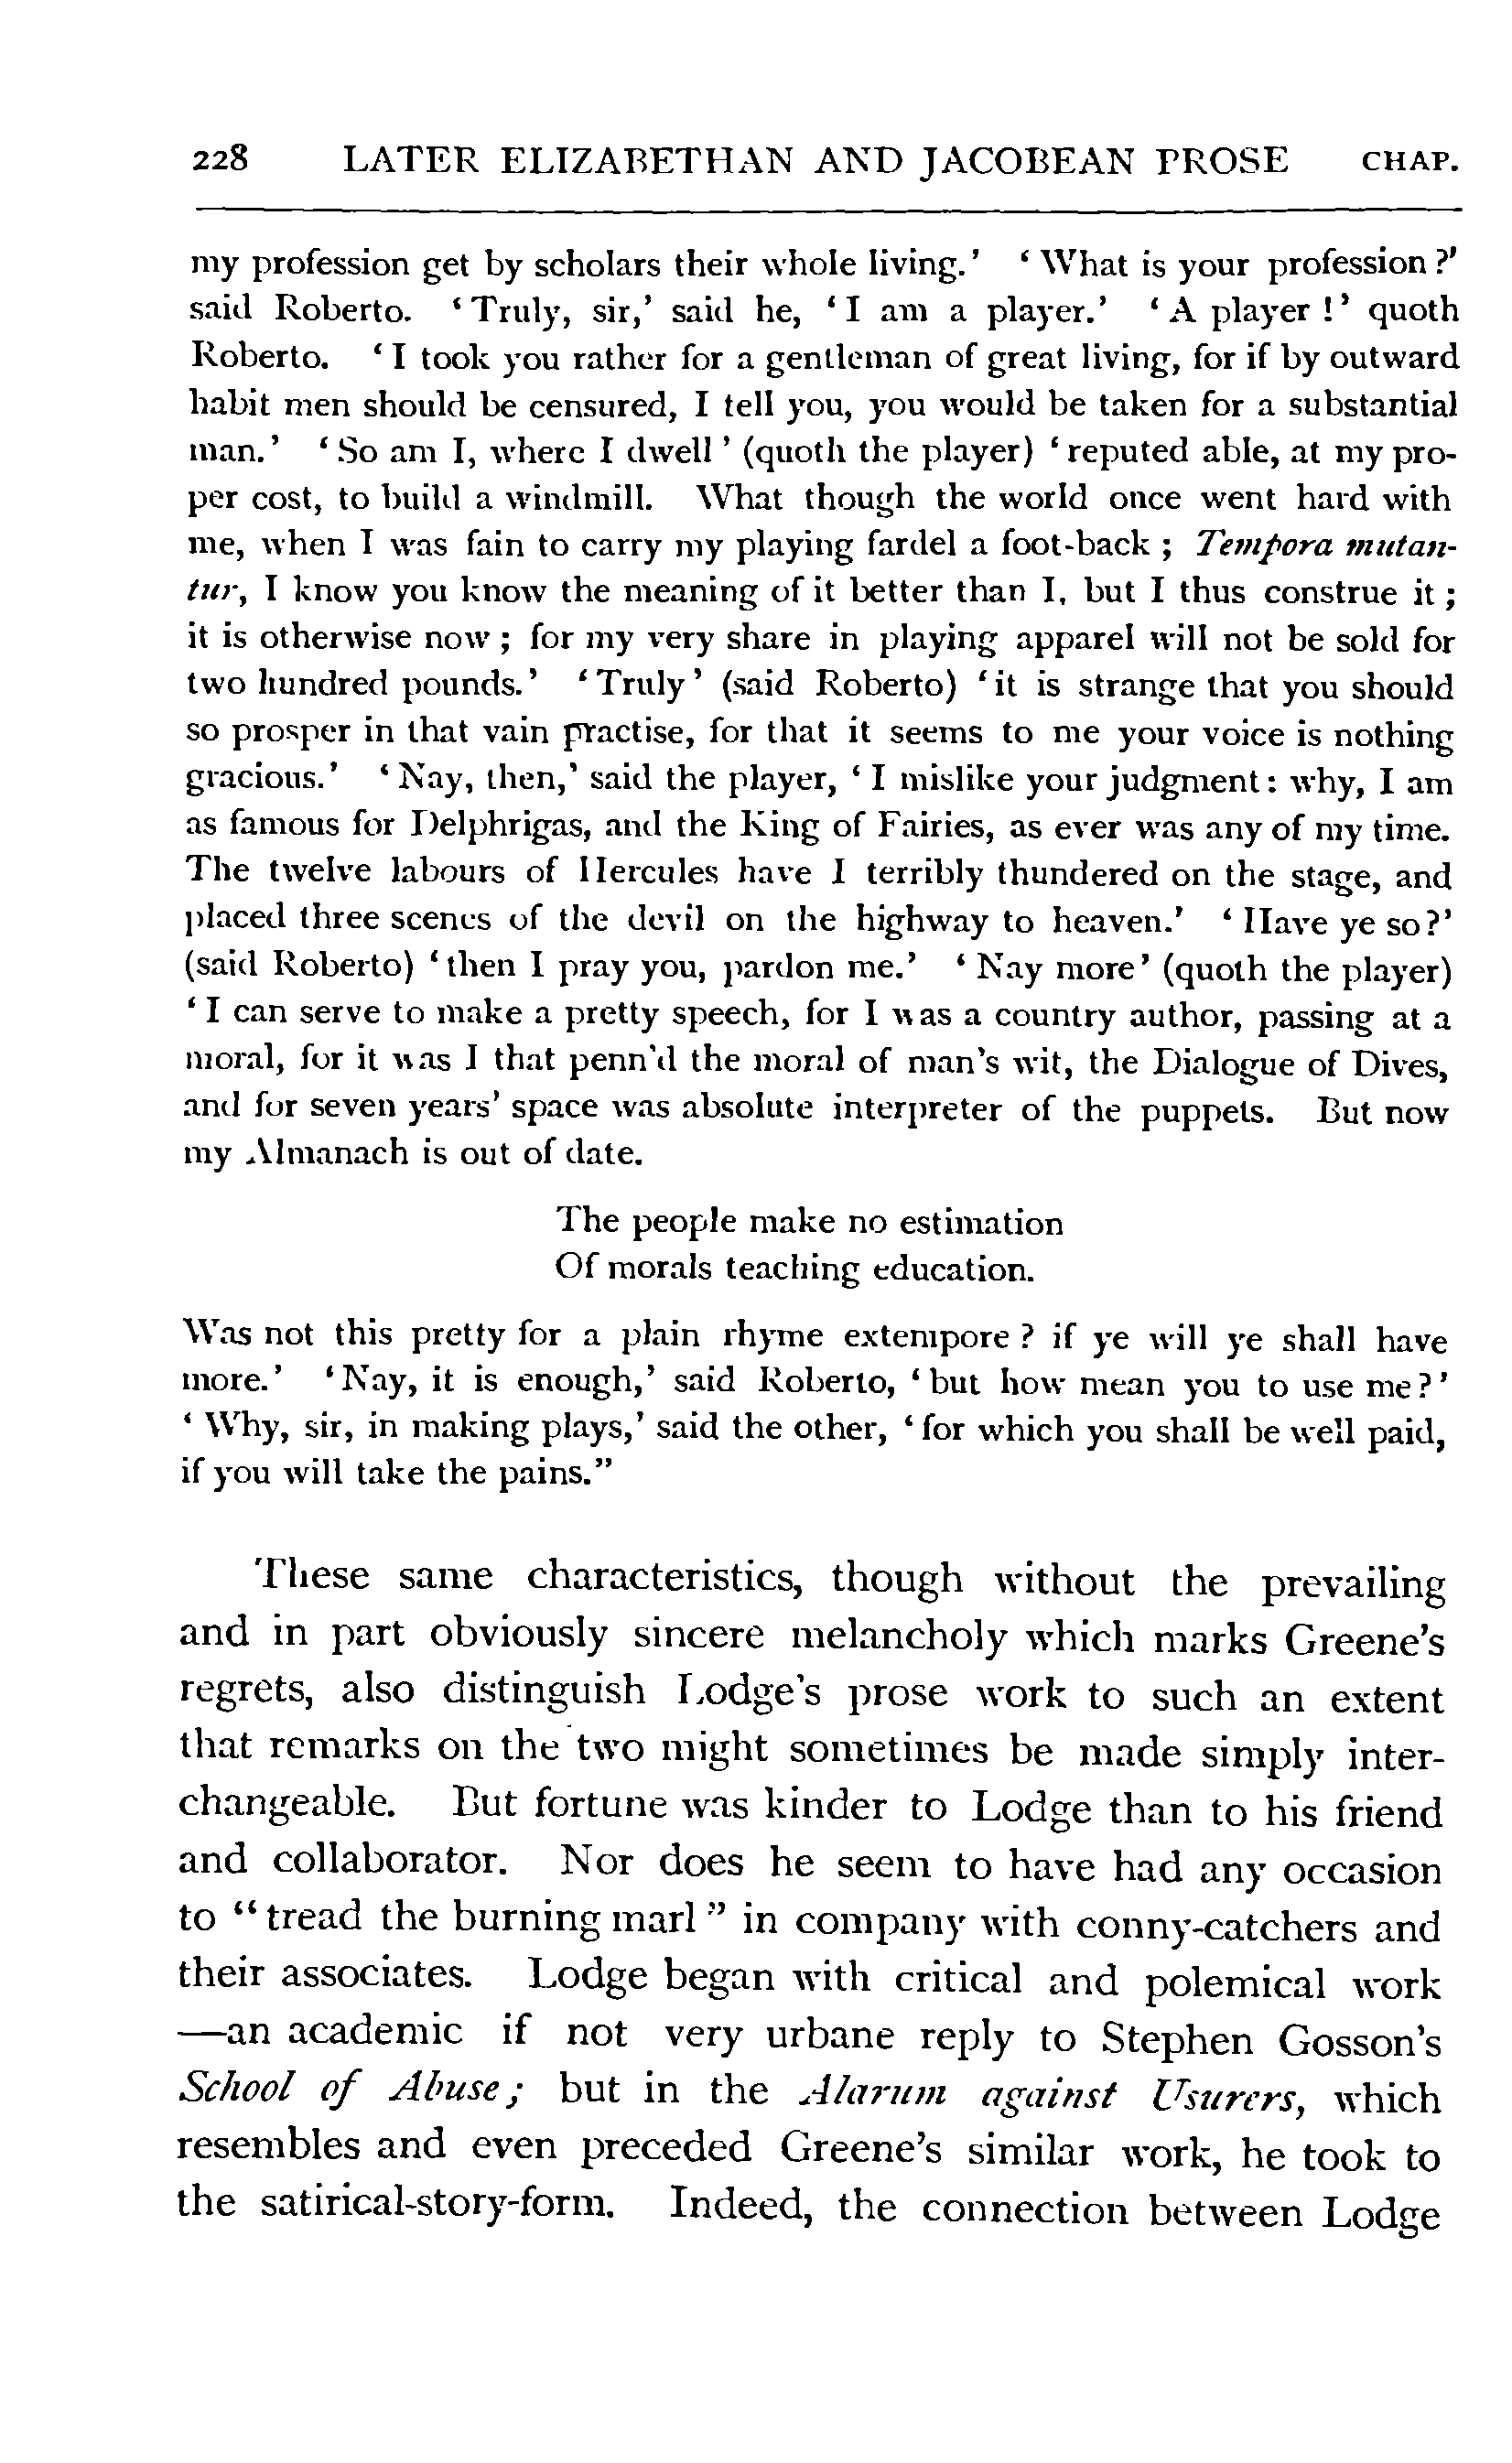 228 LATER ELIZABETHAN AND JACOBEAN PROSE CHAP.
my profession get by scholars their whole living.’ ‘What is your profession?’
said Roberto. ‘Truly, sir,’ said he, ‘I am a player.’ ‘A player!’ quoth
Roberto. ‘I took you rather for a gentleman of great living, for if by outward
habit men should be censured, I tell you, you would be taken for a substantial
man.’ ‘So am I, where I dwell’ (quoth the player) ‘reputed able, at my pro-
per cost, to build a windmill. What though the world once went hard with
me, when I was fain to carry my playing fardel a foot-back; Tempora mutan-
tur, I know you know the meaning of it better than I, but I thus construe it;
it is otherwise now; for my very share in playing apparel will not be sold for
two hundred pounds.’ ‘Truly’ (said Roberto) ‘it is strange that you should
so prosper in that vain practise, for that it seems to me your voice is nothing
gracious.’ ‘Nay, then,’ said the player, ‘I mislike your judgment: why, I am
as famous for Delphrigas, and the King of Fairies, as ever was any of my time.
The twelve labours of Hercules have I terribly thundered on the stage, and
placed three scenes of the devil on the highway to heaven.’ ‘Have ye so?’
(said Roberto) ‘then I pray you, pardon me.’ ‘Nay more’ (quoth the player)
‘I can serve to make a pretty speech, for I was a country author, passing at a
moral, for it was I that penn’d the moral of man’s wit, the Dialogue of Dives,
and for seven years’ space was absolute interpreter of the puppets. But now
my Almanach is out of date.
The people make no estimation
Of morals teaching education.
Was not this pretty for a plain rhyme extempore? if ye will ye shall have
more.’ ‘Nay, it is enough,’ said Roberto, ‘but how mean you to use me?’
‘Why, sir, in making plays,’ said the other, ‘for which you shall be well paid,
if you will take the pains.”
These same characteristics, though without the prevailing
and in part obviously sincere melancholy which marks Greene’s
regrets, also distinguish Lodge’s prose work to such an extent
that remarks on the two might sometimes be made simply inter-
changeable. But fortune was kinder to Lodge than to his friend
and collaborator. Nor does he seem to have had any occasion
to “tread the burning marl” in company with conny-catchers and
their associates. Lodge began with critical and polemical work
—an academic if not very urbane reply to Stephen Gosson’s
School of Abuse; but in the Alarum against Usurers, which
resembles and even preceded Greene’s similar work, he took to
the satirical-story-form. Indeed, the connection between Lodge